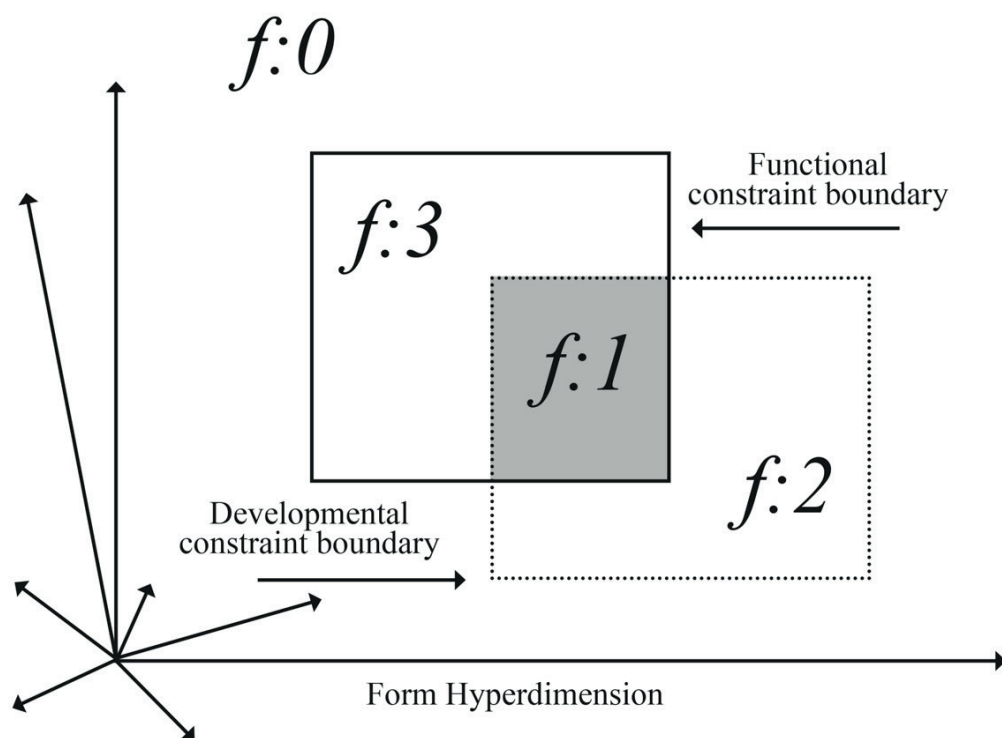 f:0
Functional
constraint boundary
f:3
f:1
f:2
Developmental
constraint boundary
Form Hyperdimension